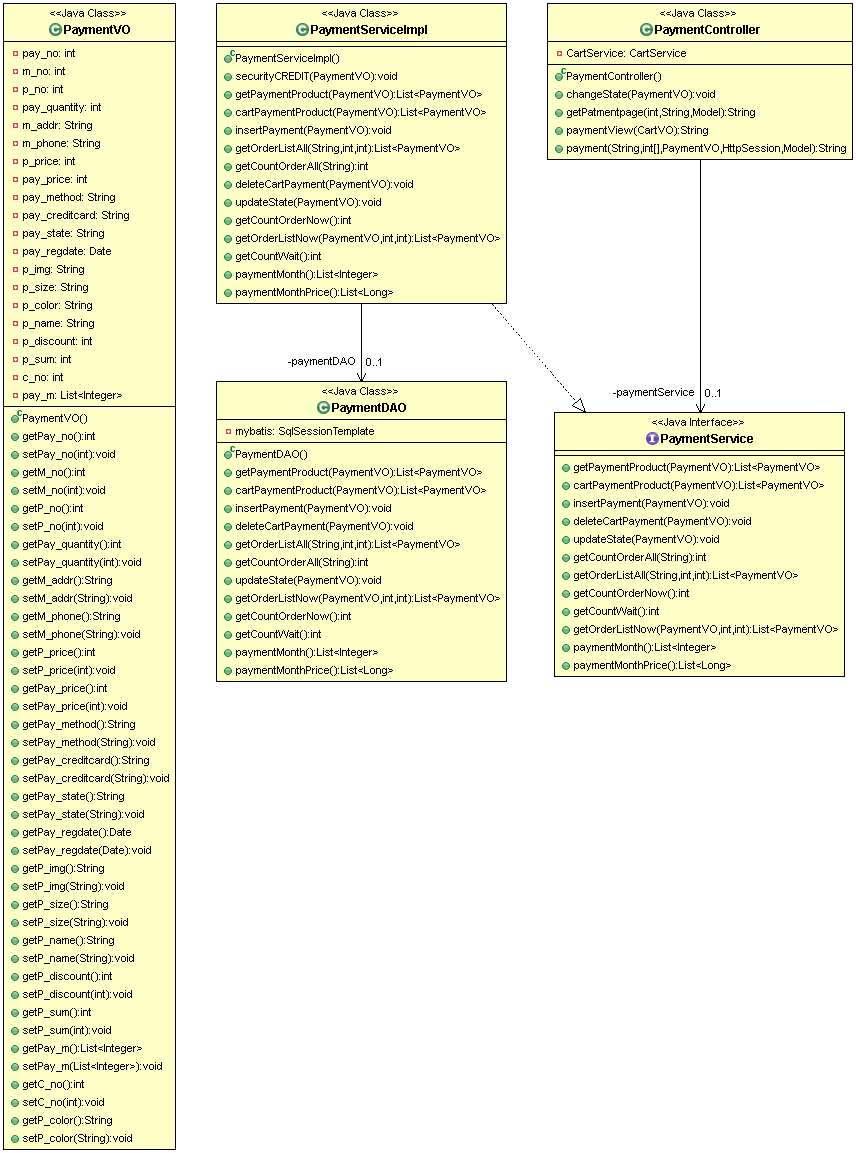 <<Java Class>>
PaymentVO
pay_no: int
m_no: int
p_no: int
pay_quantity: int
m_addr: String
m_phone: String
p_price: int
pay_price: int
pay_method: String
pay_creditcard: String
pay_state: String
pay_regdate: Date
p_img: String
p_size: String
p_color: String
p_name: String
p_discount: int
p_sum: int
c_no: int
pay_m: List<Integer>
PaymentVO()
getPay_no():int
setPay_no(int):void
getM_no():int
setM_no(int):void
getP_no():int
setP_no(int):void
getPay_quantity():int
setPay_quantity(int):void
getM_addr():String
setM_addr(String):void
getM_phone():String
setM_phone(String):void
getP_price():int
setP_price(int):void
getPay_price():int
setPay_price(int):void
getPay_method():String
setPay_method(String):void
getPay_creditcard():String
setPay_creditcard(String):void
getPay_state():String
setPay_state(String):void
getPay_regdate():Date
setPay_regdate(Date):void
getP_img():String
setP_img(String):void
getP_size():String
setP_size(String):void
getP_name():String
setP_name(String):void
getP_discount():int
setP_discount(int):void
getP_sum():int
setP_sum(int):void
getPay_m():List<Integer>
setPay_m(List<Integer>):void
getC_no():int
setC_no(int):void
getP_color():String
setP_color(String):void
<<Java Class>>
PaymentServiceImpl
PaymentServiceImpl()
securityCREDIT(PaymentVO):void
getPaymentProduct(PaymentVO):List<PaymentVO>
cartPaymentProduct(PaymentVO):List<PaymentVO>
insertPayment(PaymentVO):void
getOrderListAll(String,int,int):List<PaymentVO>
getCountOrderAll(String):int
deleteCartPayment(PaymentVO):void
updateState(PaymentVO):void
getCountOrderNow():int
getOrderListNow(PaymentVO,int,int):List<PaymentVO>
getCountWait():int
paymentMonth():List<Integer>
paymentMonthPrice():List<Long>
-paymentDAO
0..1
<<Java Class>>
PaymentDAO
mybatis: SqlSessionTemplate
PaymentDAO()
getPaymentProduct(PaymentVO):List<PaymentVO>
cartPaymentProduct(PaymentVO):List<PaymentVO>
insertPayment(PaymentVO):void
deleteCartPayment(PaymentVO):void
getOrderListAll(String,int,int):List<PaymentVO>
getCountOrderAll(String):int
updateState(PaymentVO):void
getOrderListNow(PaymentVO,int,int):List<PaymentVO>
getCountOrderNow():int
getCountWait():int
paymentMonth():List<Integer>
paymentMonthPrice():List<Long>
<<Java Class>>
PaymentController
CartService: CartService
PaymentController()
changeState(PaymentVO):void
getPatmentpage(int,String,Model):String
paymentView(CartVO):String
payment(String,int[],PaymentVO,HttpSession,Model):String
-paymentService
0..1
<<Java Interface>>
PaymentService
getPaymentProduct(PaymentVO):List<PaymentVO>
cartPaymentProduct(PaymentVO):List<PaymentVO>
insertPayment(PaymentVO):void
deleteCartPayment(PaymentVO):void
updateState(PaymentVO):void
getCountOrderAll(String):int
getOrderListAll(String,int,int):List<PaymentVO>
getCountOrderNow():int
getCountWait():int
getOrderListNow(PaymentVO,int,int):List<PaymentVO>
paymentMonth():List<Integer>
paymentMonthPrice():List<Long>